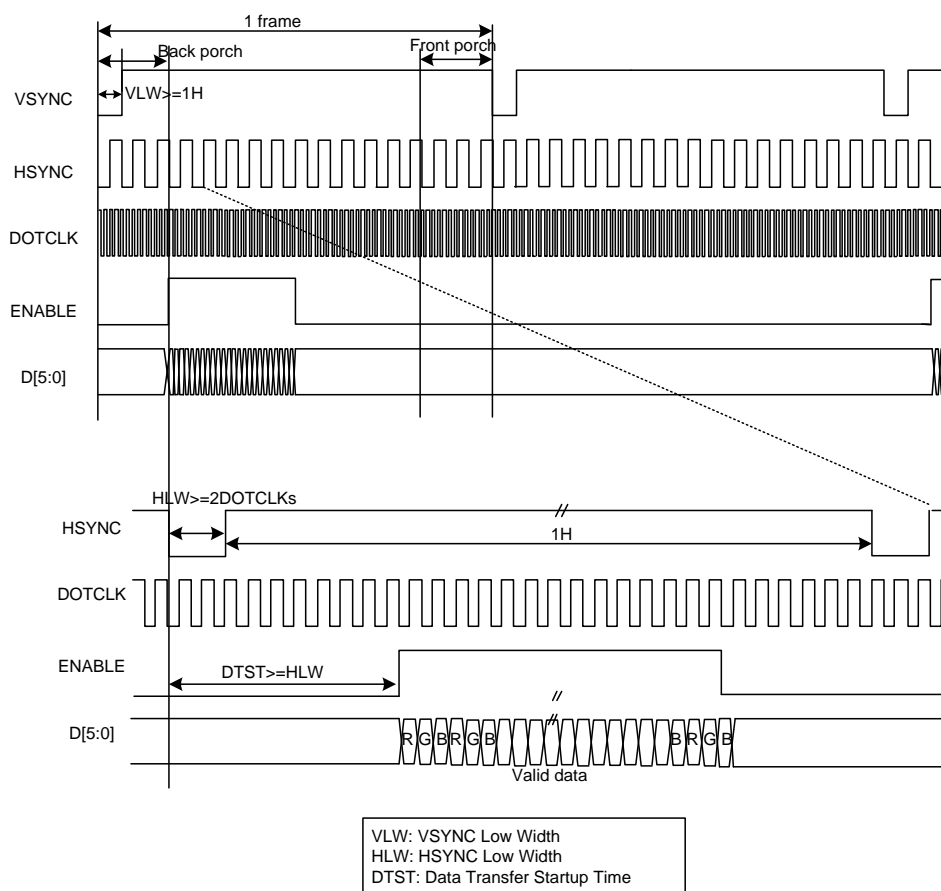 1 frame
Back porch
Front porch
VLW>=1H
VSYNC
HSYNC
DOTCLK
ENABLE
D[5:0]
HLW>=2DOTCLKs
HSYNC
//
1H
DOTCLK
ENABLE
DTST>=HLW
//
D[5:0]
//
R G B R G B B R G B
Valid data
VLW: VSYNC Low Width
HLW: HSYNC Low Width
DTST: Data Transfer Startup Time